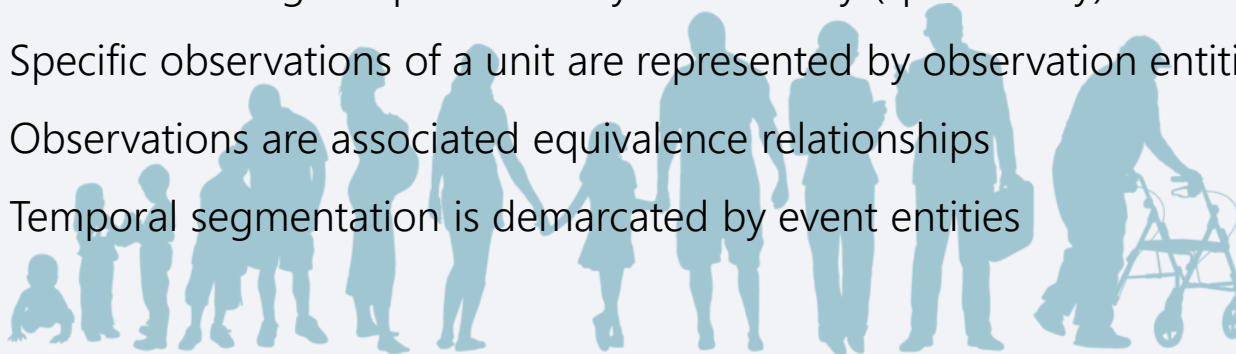 Specific observations of a unit are represented by observation
Observations are associated equivalence relationships
Temporal segmentation is demarcated by event entities